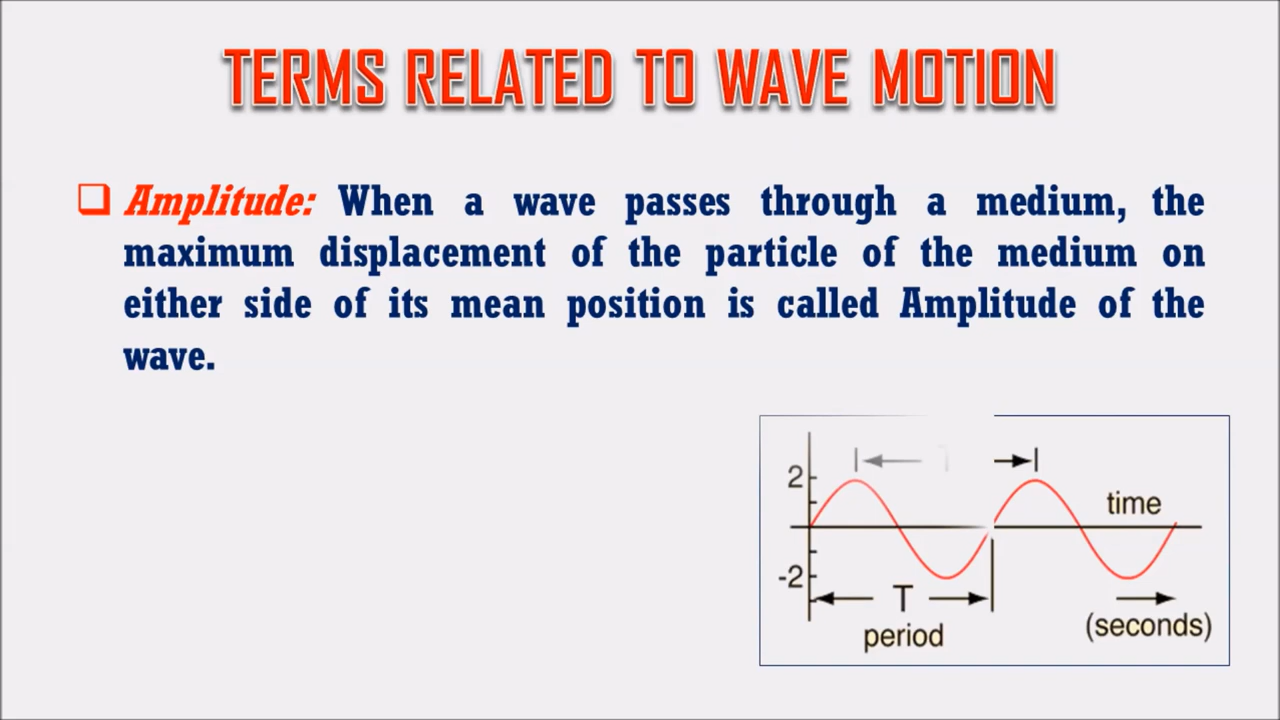 TERMS RELATED TO WAVE MOTION
❑ Amplitude: When a wave passes through a medium, the
maximum displacement of the particle of the medium on
either side of its mean position is called Amplitude of the
wave.
2
time
-2
T
period
(seconds)